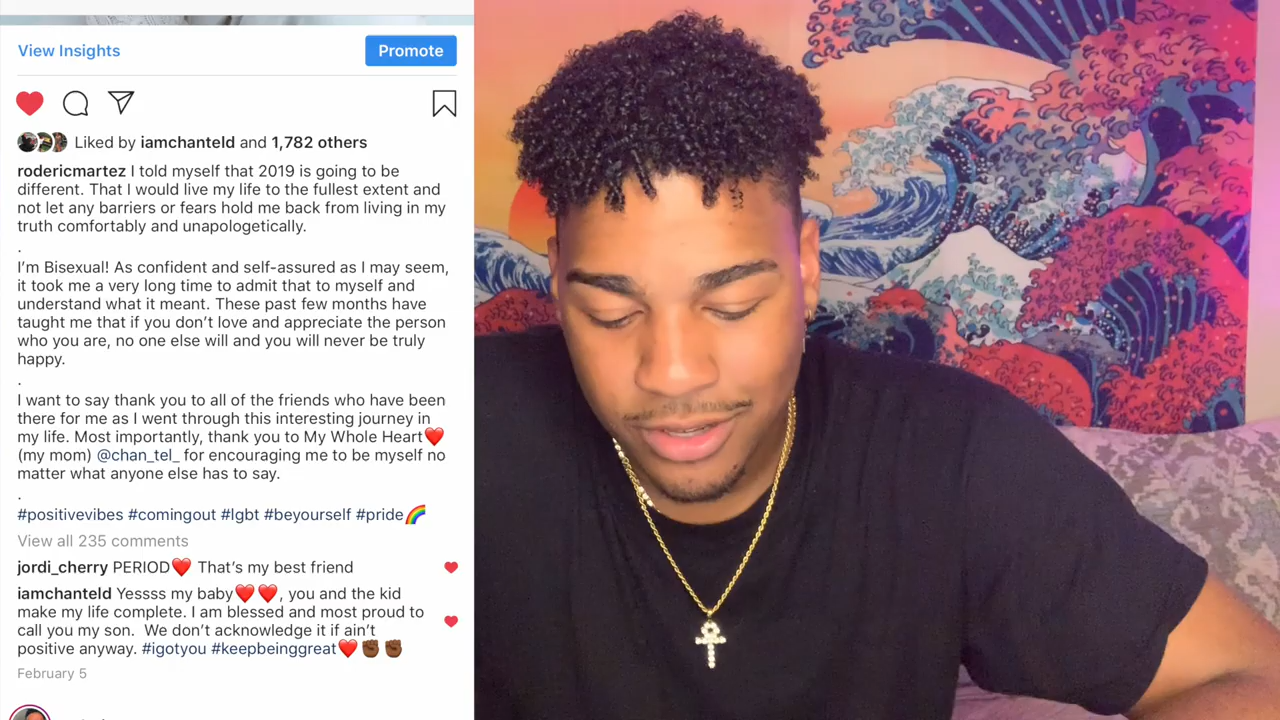 View Insights
Promote
Liked by iamchanteld and 1,782 others
rodericmartez I told myself that 2019 is going to be
different. That I would live my life to the fullest extent and
not let any barriers or fears hold me back from living in my
truth comfortably and unapologetically.
.
I'm Bisexual! As confident and self-assured as I may seem,
it took me a very long time to admit that to myself and
understand what it meant. These past few months have
taught me that if you don't love and appreciate the person
who you are, no one else will and you will never be truly
happy.
.
I want to say thank you to all of the friends who have been
there for me as I went through this interesting journey in
my life. Most importantly, thank you to My Whole Heart❤️
(my mom) @chan_tel_ for encouraging me to be myself no
matter what anyone else has to say.
.
#positivevibes #comingout #lgbt #beyourself #pride🌈
View all 235 comments
jordi_cherry PERIOD❤️ That's my best friend
iamchanteld Yessss my baby❤️❤️, you and the kid
make my life complete. I am blessed and most proud to
call you my son.  We don't acknowledge it if ain't
positive anyway. #igotyou #keepbeinggreat❤️✊🏾✊🏾
February 5